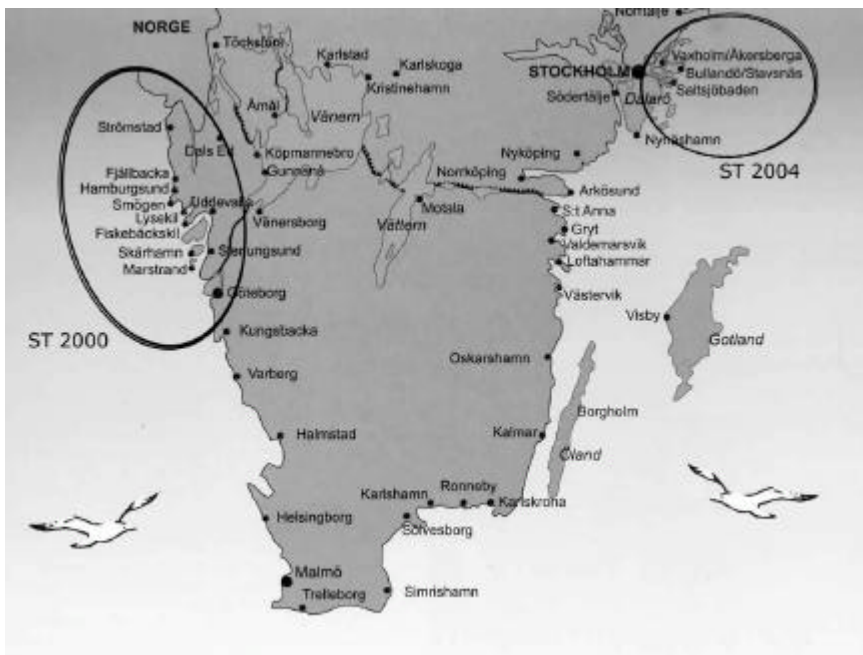 NORGE
Norrtälje
Töcksfors
Karlstad
Karlskoga
Kristinehamn
STOCKHOLM
Vaxholm/Åkersberga
Bullandö/Stavsnäs
Saltsjöbaden
Södertälje
Dalarö
Åmål
Vänern
Strömstad
Dals Ed
Köpmannebro
Nynäshamn
Nyköping
ST 2004
Fjällbacka
Hamburgsund
Norrköping
Arkösund
Smögen
Uddevalla
Lysekil
Vänersborg
Motala
S:t Anna
Fiskebäckskil
Vättern
Gryt
Valdemarsvik
Skärhamn
Stenungsund
Loftahammar
Marstrand
Göteborg
Västervik
Visby
Kungsbacka
ST 2000
Gotland
Oskarshamn
Varberg
Borgholm
Halmstad
Kalmar
Öland
Ronneby
Karlshamn
Karlskrona
Helsingborg
Sölvesborg
Malmö
Trelleborg
Simrishamn